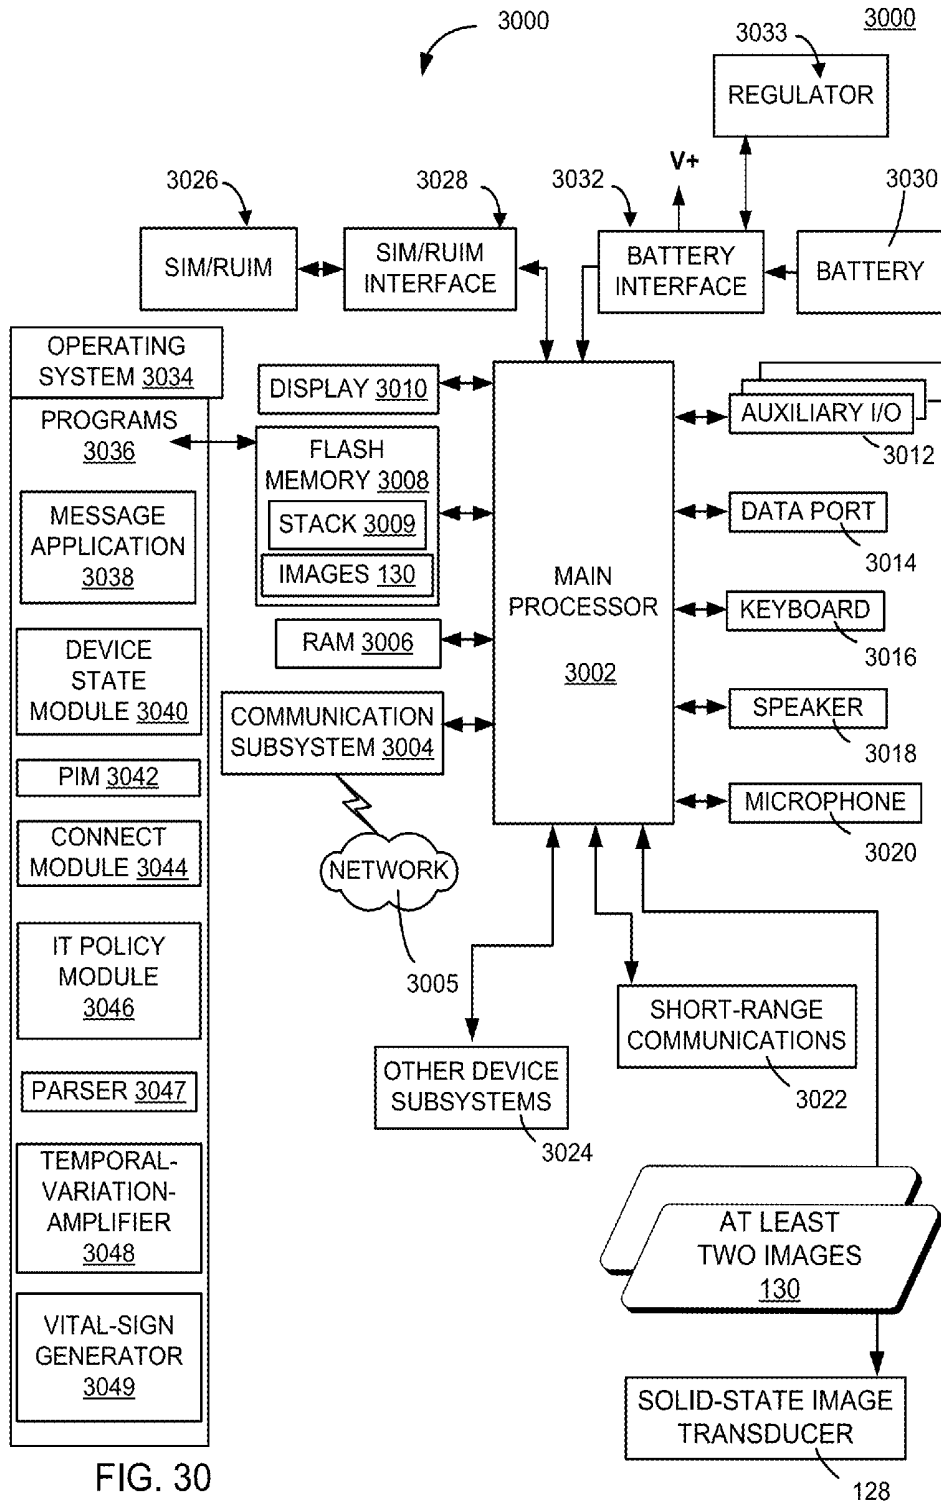 3000
3000
3033
REGULATOR
V+
3026
3028
3032
3030
SIM/RUIM
SIM/RUIM
INTERFACE
BATTERY
INTERFACE
BATTERY
OPERATING
SYSTEM 3034
PROGRAMS
3036
MESSAGE
APPLICATION
3038
DEVICE
STATE
MODULE 3040
PIM 3042
CONNECT
MODULE 3044
IT POLICY
MODULE
3046
PARSER 3047
TEMPORAL-
VARIATION-
AMPLIFIER
3048
VITAL-SIGN
GENERATOR
3049
DISPLAY 3010
FLASH
MEMORY 3008
STACK 3009
IMAGES 130
RAM 3006
COMMUNICATION
SUBSYSTEM 3004
NETWORK
3005
MAIN
PROCESSOR
3002
AUXILIARY I/O
3012
DATA PORT
3014
KEYBOARD
3016
SPEAKER
3018
MICROPHONE
3020
SHORT-RANGE
COMMUNICATIONS
3022
OTHER DEVICE
SUBSYSTEMS
3024
AT LEAST
TWO IMAGES
130
SOLID-STATE IMAGE
TRANSDUCER
128
FIG. 30